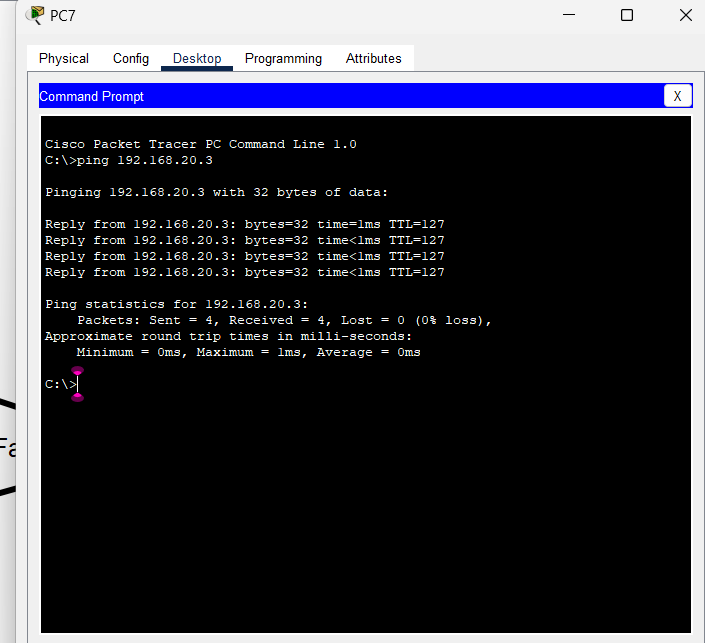 PC7
Physical Config Desktop Programming Attributes
Command Prompt
X
Cisco Packet Tracer PC Command Line 1.0
C:\>ping 192.168.20.3
Pinging 192.168.20.3 with 32 bytes of data:
Reply from 192.168.20.3: bytes=32 time=1ms TTL=127
Reply from 192.168.20.3: bytes=32 time<1ms TTL=127
Reply from 192.168.20.3: bytes=32 time<1ms TTL=127
Reply from 192.168.20.3: bytes=32 time<1ms TTL=127
Ping statistics for 192.168.20.3:
Packets: Sent = 4, Received = 4, Lost = 0 (0% loss),
Approximate round trip times in milli-seconds:
Minimum = 0ms, Maximum = 1ms, Average = 0ms
C:\>